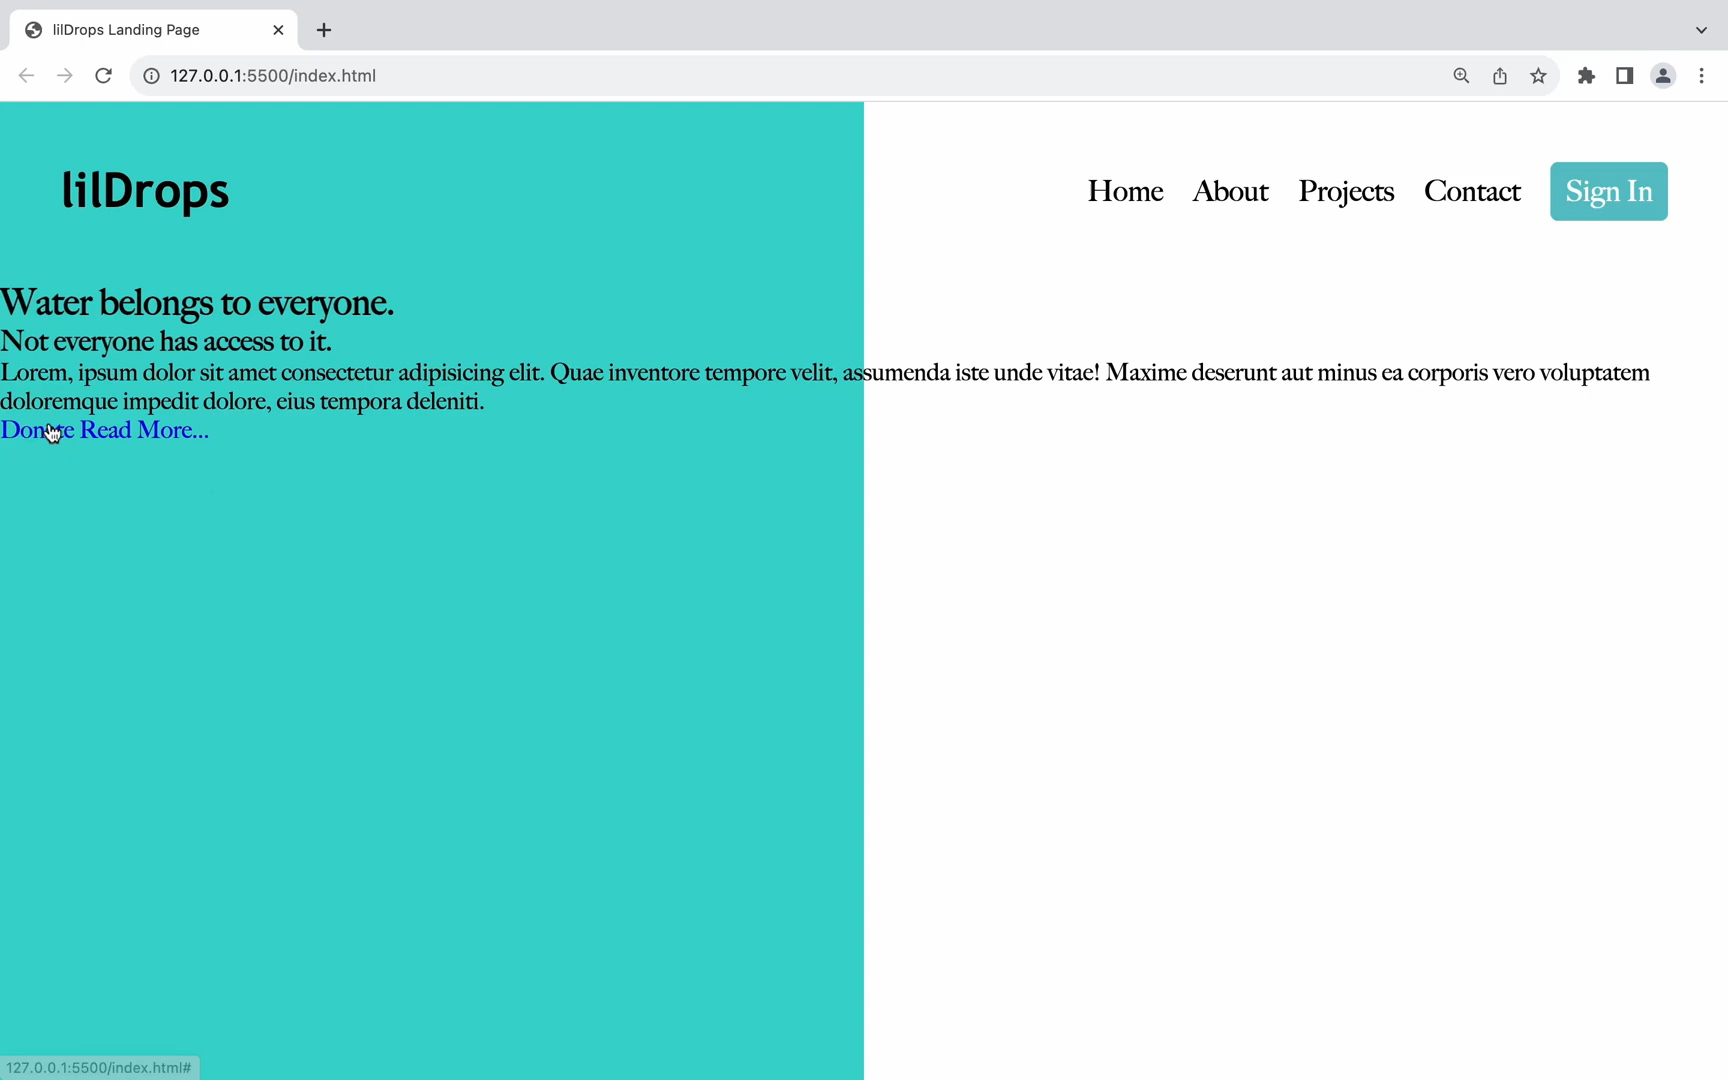 lilDrops Landing Page
127.0.0.1:5500/index.html
lilDrops
Home About Projects Contact Sign In
Water belongs to everyone.
Not everyone has access to it.
Lorem, ipsum dolor sit amet consectetur adipisicing elit. Quae inventore tempore velit, assumenda iste unde vitae! Maxime deserunt aut minus ea corporis vero voluptatem
doloremque impedit dolore, eius tempora deleniti.
Donate Read More...
127.0.0.1:5500/index.html#